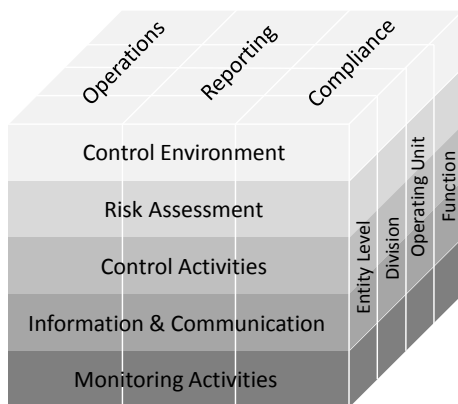 Operations
Reporting
Compliance
Control Environment
Risk Assessment
Control Activities
Information & Communication
Monitoring Activities
Entity Level
Division
Operating Unit
Function